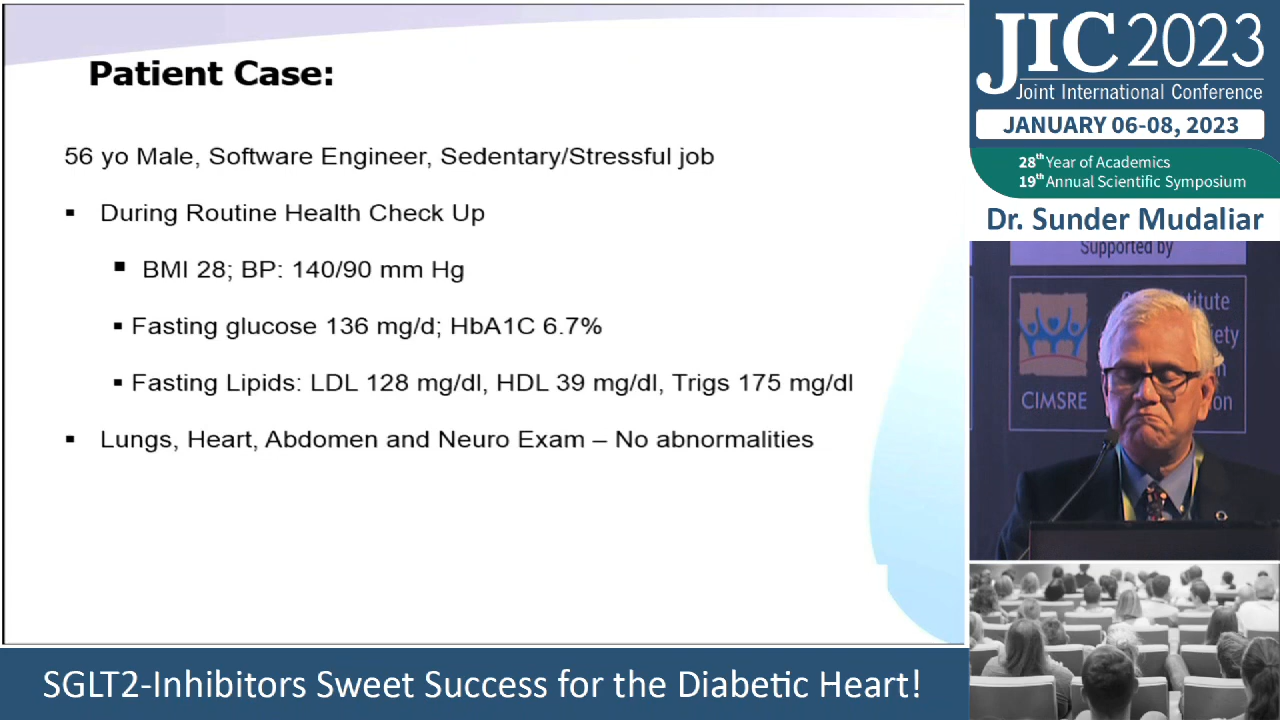 Patient Case:
56 yo Male, Software Engineer, Sedentary/Stressful job
▪ During Routine Health Check Up
▪ BMI 28; BP: 140/90 mm Hg
▪ Fasting glucose 136 mg/d; HbA1C 6.7%
▪ Fasting Lipids: LDL 128 mg/dl, HDL 39 mg/dl, Trigs 175 mg/dl
▪ Lungs, Heart, Abdomen and Neuro Exam – No abnormalities
JIC 2023
Joint International Conference
JANUARY 06-08, 2023
28th Year of Academics
19th Annual Scientific Symposium
Dr. Sunder Mudaliar
Supported by
CIMSRE
SGLT2-Inhibitors Sweet Success for the Diabetic Heart!